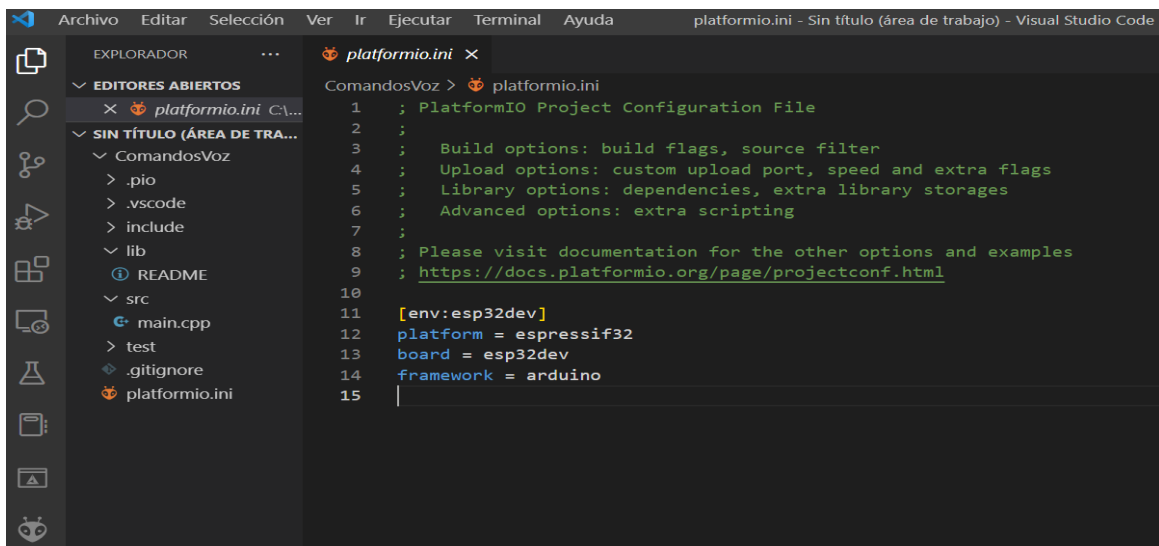 Archivo Editar Selección Ver Ir Ejecutar Terminal Ayuda platformio.ini - Sin título (área de trabajo) - Visual Studio Code
EXPLORADOR ...
EDITORES ABIERTOS
platformio.ini C:\...
SIN TÍTULO (ÁREA DE TRA...
ComandosVoz
.pio
.vscode
include
lib
README
src
main.cpp
test
.gitignore
platformio.ini
platformio.ini
ComandosVoz > platformio.ini
1 ; PlatformIO Project Configuration File
2 ;
3 ;   Build options: build flags, source filter
4 ;   Upload options: custom upload port, speed and extra flags
5 ;   Library options: dependencies, extra library storages
6 ;   Advanced options: extra scripting
7 ;
8 ; Please visit documentation for the other options and examples
9 ; https://docs.platformio.org/page/projectconf.html
10
11 [env:esp32dev]
12 platform = espressif32
13 board = esp32dev
14 framework = arduino
15